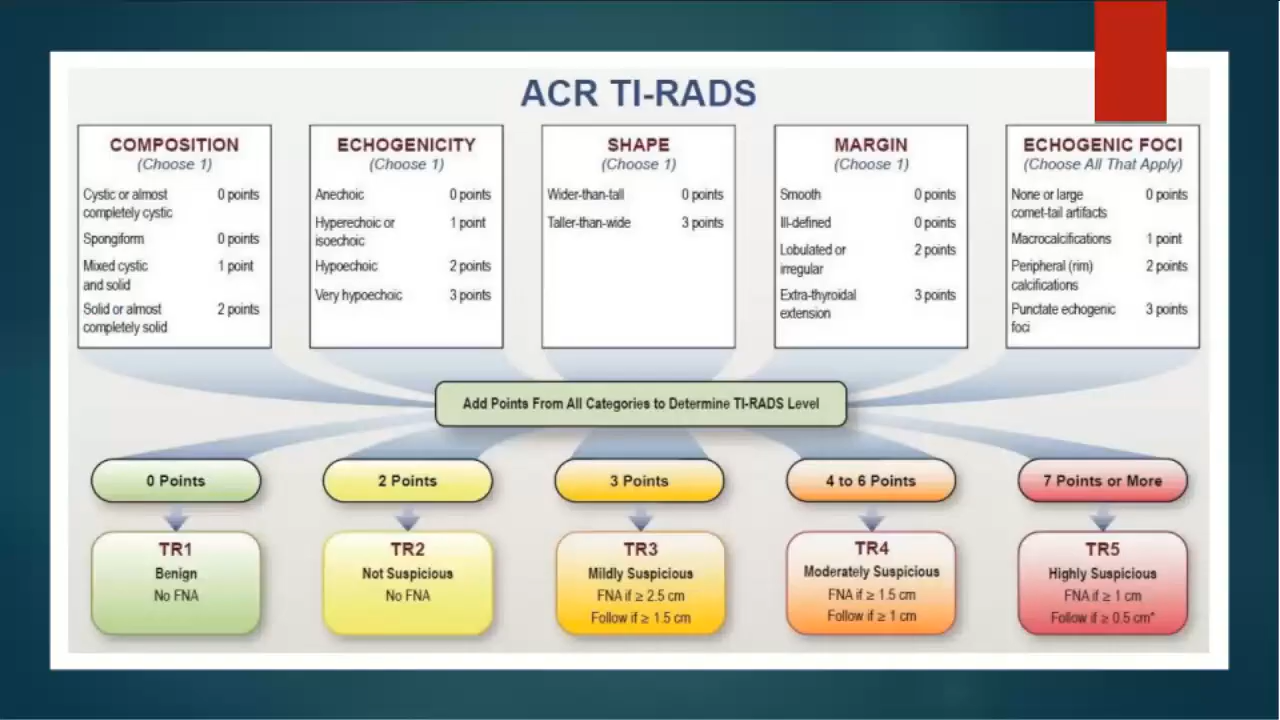 ACR TI-RADS
COMPOSITION
(Choose 1)
Cystic or almost 0 points
completely cystic
Spongiform 0 points
Mixed cystic 1 point
and solid
Solid or almost 2 points
completely solid
ECHOGENICITY
(Choose 1)
Anechoic 0 points
Hyperechoic or 1 point
isoechoic
Hypoechoic 2 points
Very hypoechoic 3 points
SHAPE
(Choose 1)
Wider-than-tall 0 points
Taller-than-wide 3 points
MARGIN
(Choose 1)
Smooth 0 points
Ill-defined 0 points
Lobulated or 2 points
irregular
Extra-thyroidal 3 points
extension
ECHOGENIC FOCI
(Choose All That Apply)
None or large 0 points
comet-tail artifacts
Macrocalcifications 1 point
Peripheral (rim) 2 points
calcifications
Punctate echogenic 3 points
foci
Add Points From All Categories to Determine TI-RADS Level
0 Points
2 Points
3 Points
4 to 6 Points
7 Points or More
TR1
Benign
No FNA
TR2
Not Suspicious
No FNA
TR3
Mildly Suspicious
FNA if ≥ 2.5 cm
Follow if ≥ 1.5 cm
TR4
Moderately Suspicious
FNA if ≥ 1.5 cm
Follow if ≥ 1 cm
TR5
Highly Suspicious
FNA if ≥ 1 cm
Follow if ≥ 0.5 cm*